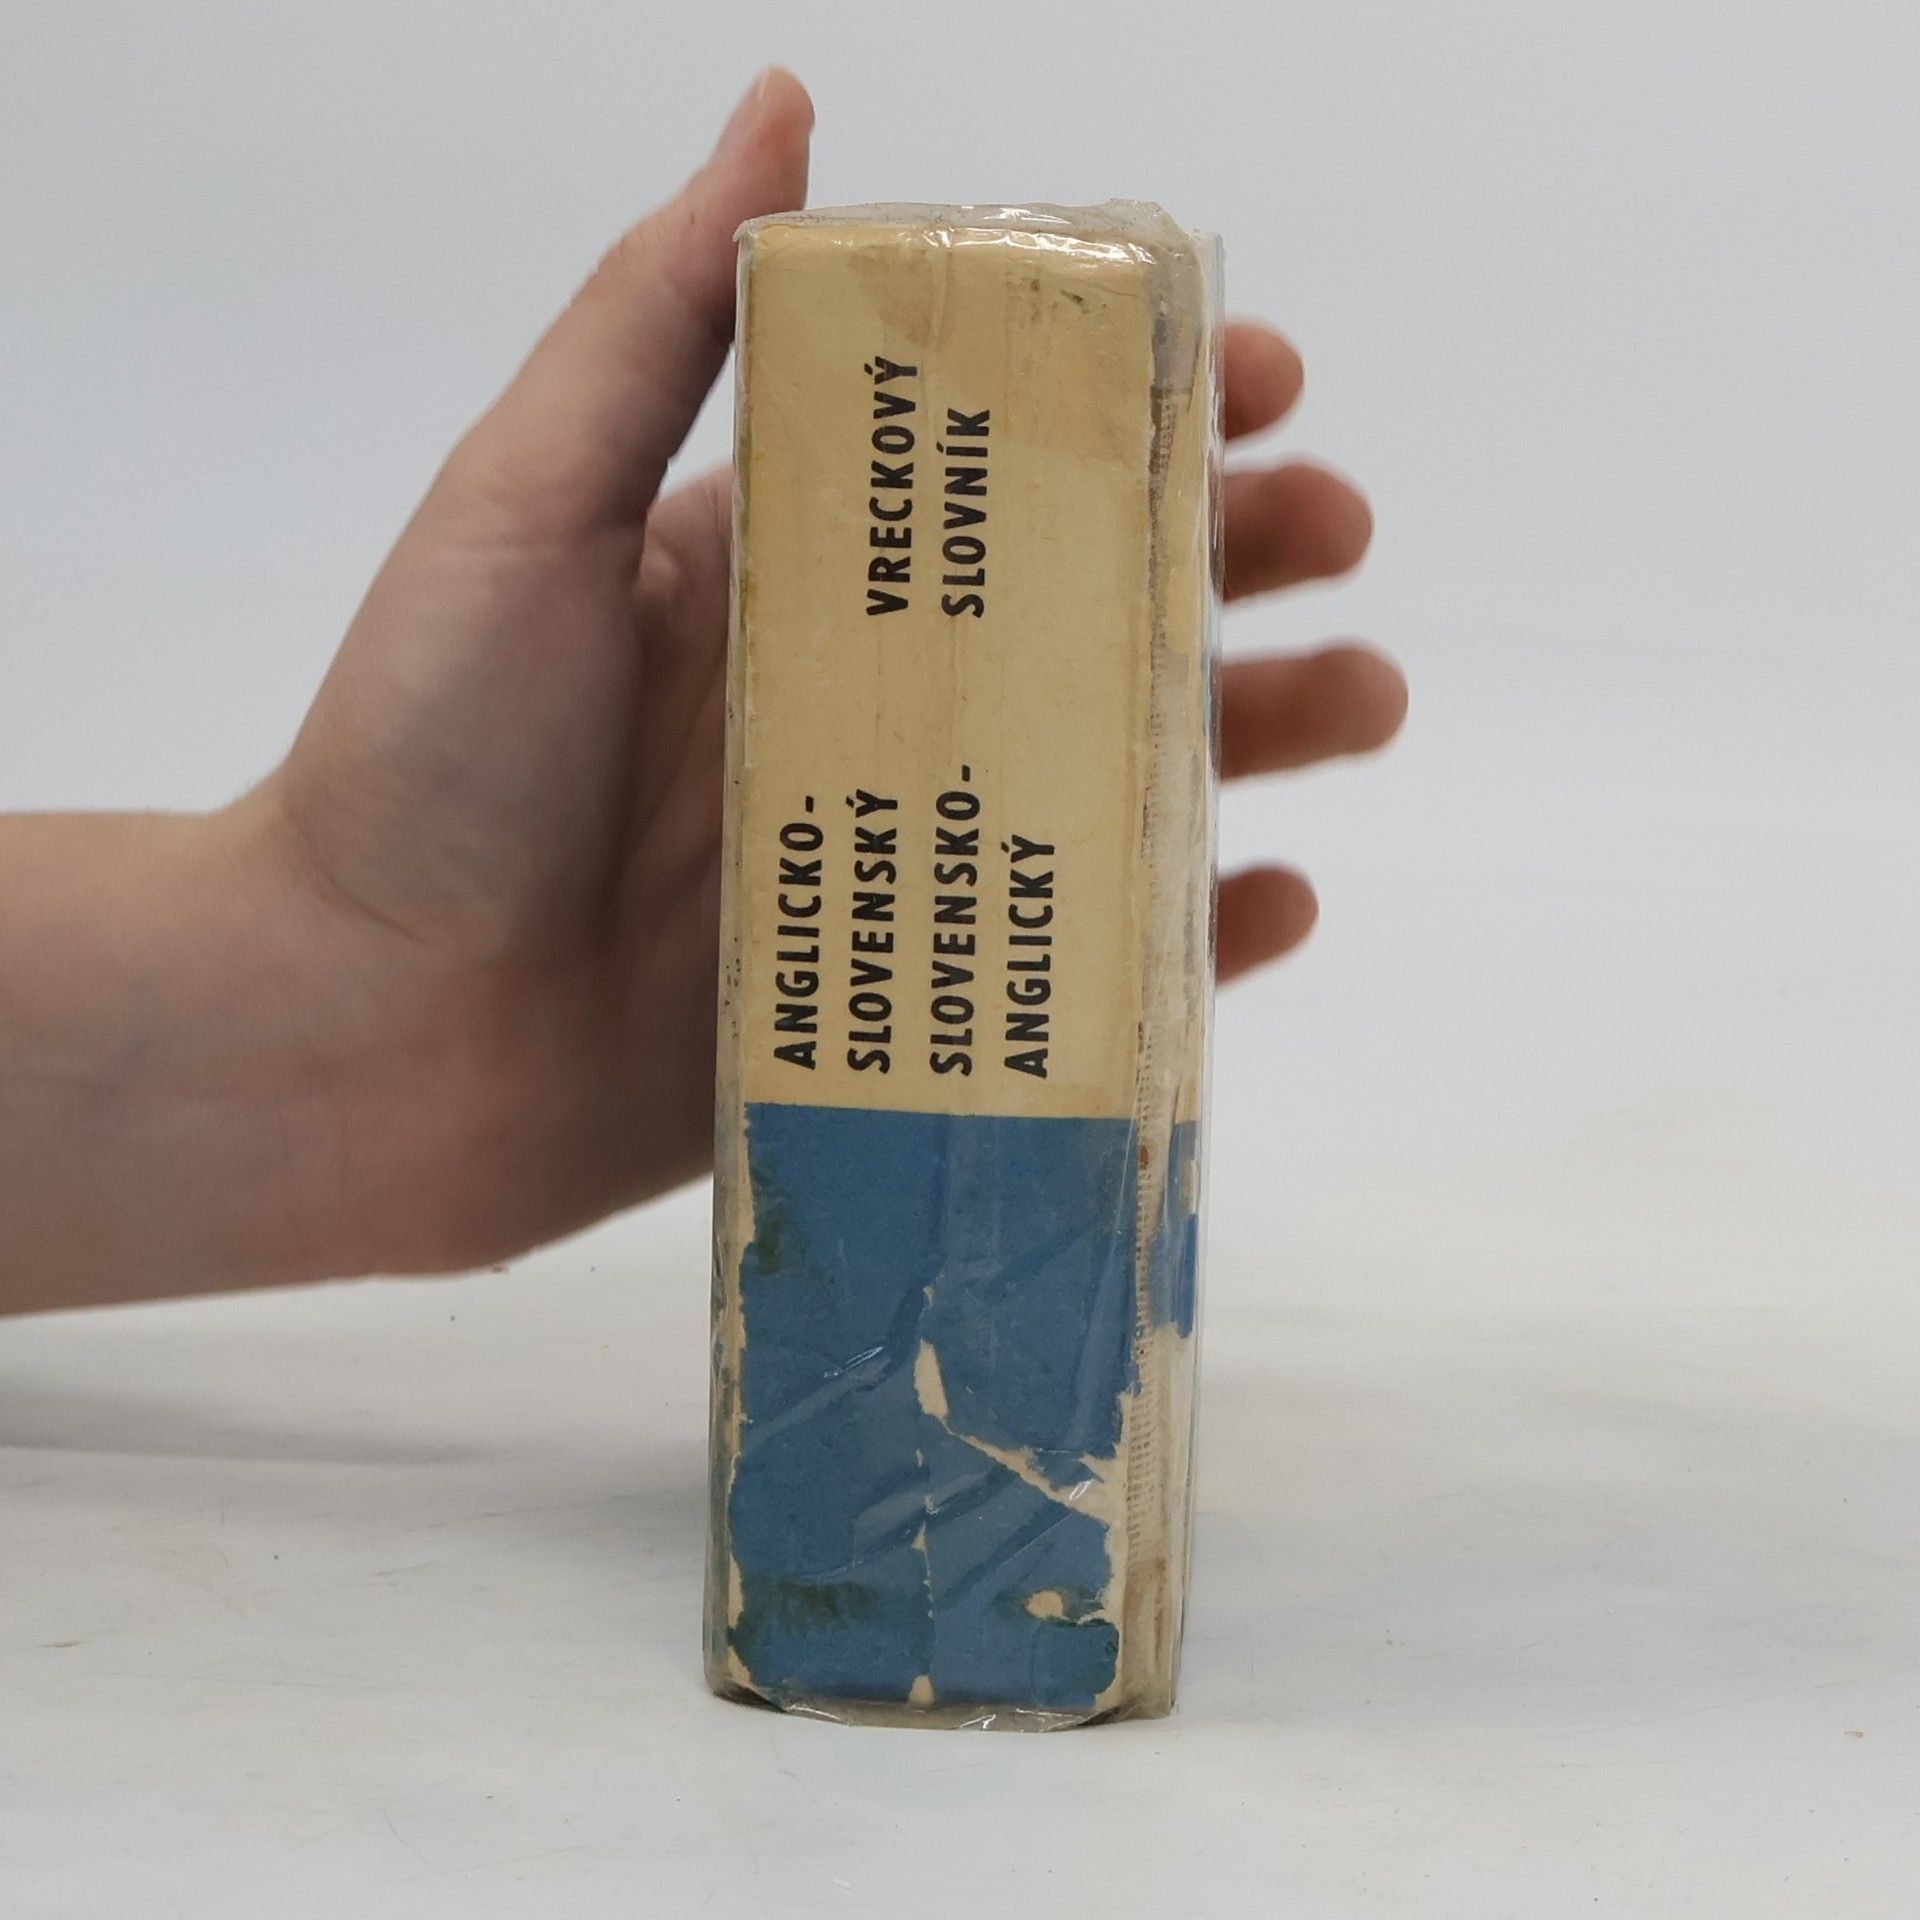 ANGLICKO-
SLOVENSKÝ
SLOVENSKO-
ANGLICKÝ
VRECKOVÝ
SLOVNÍK